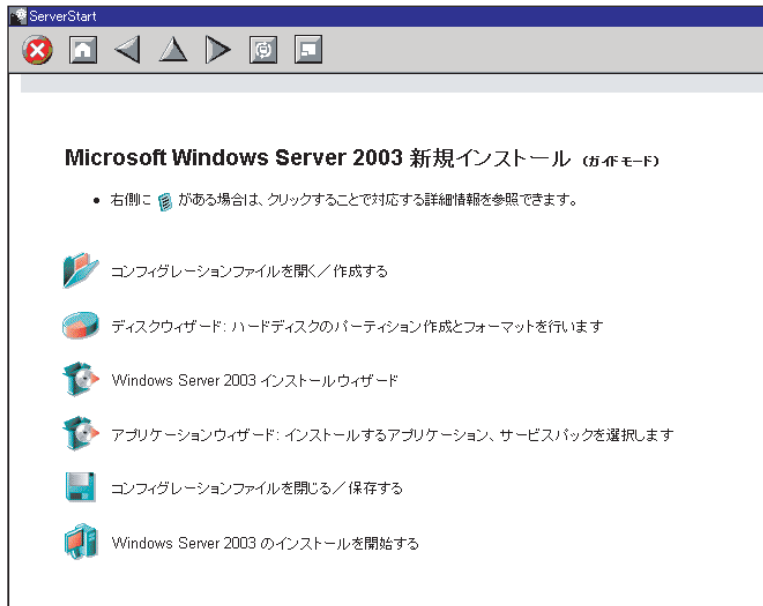 ServerStart
Microsoft Windows Server 2003 新規インストール (ガイドモード)
• 右側に がある場合は、クリックすることで対応する詳細情報を参照できます。
コンフィグレーションファイルを開く／作成する
ディスクウィザード: ハードディスクのパーティション作成とフォーマットを行います
Windows Server 2003 インストールウィザード
アプリケーションウィザード: インストールするアプリケーション、サービスパックを選択します
コンフィグレーションファイルを閉じる／保存する
Windows Server 2003 のインストールを開始する